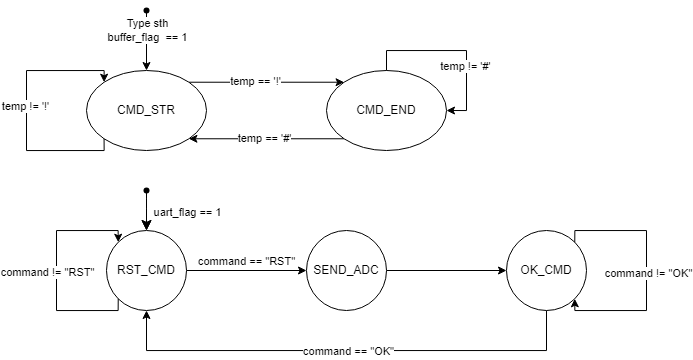 Type sth
buffer_flag == 1
temp != '!'
CMD_STR
temp == '!'
CMD_END
temp != '#'
temp == '#'
uart_flag == 1
command != "RST"
RST_CMD
command == "RST"
SEND_ADC
OK_CMD
command != "OK"
command == "OK"